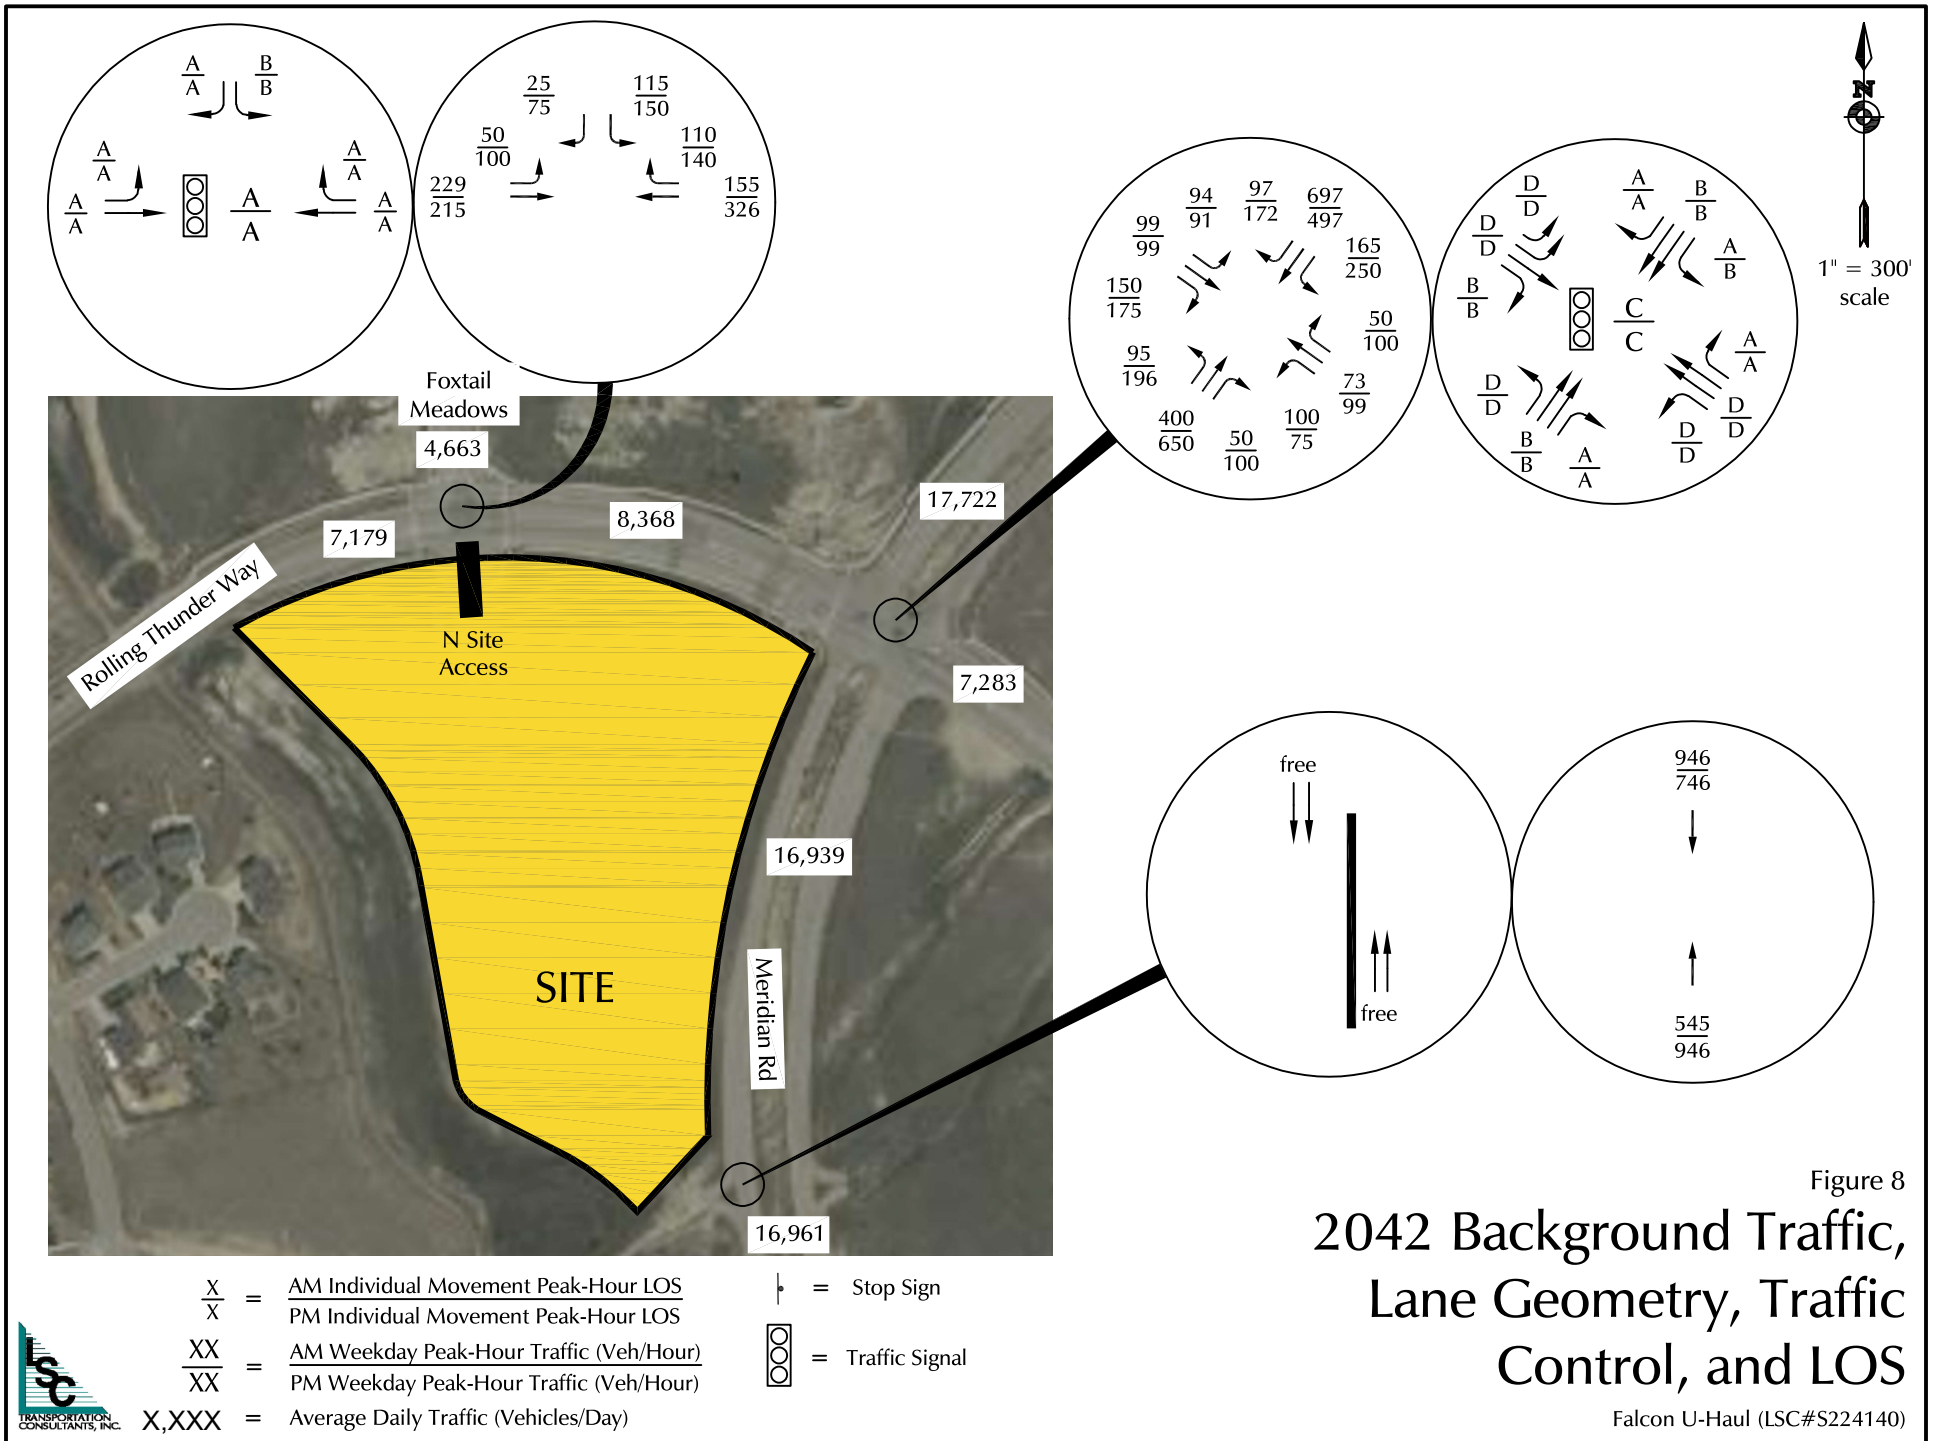 A
A
B
B
A
A
A
A
A
A
A
A
A
A
25
75
115
150
50
100
110
140
229
215
155
326
94
91
97
172
697
497
99
99
165
250
150
175
50
100
95
196
73
99
400
650
50
100
100
75
D
D
A
A
B
B
D
D
A
B
B
B
C
C
A
A
D
D
D
D
B
B
D
D
A
A
N
1" = 300'
scale
Foxtail
Meadows
4,663
17,722
7,179
8,368
Rolling Thunder Way
N Site
Access
7,283
16,939
SITE
Meridian Rd
16,961
free
free
946
746
545
946
Figure 8
2042 Background Traffic,
Lane Geometry, Traffic
Control, and LOS
Falcon U-Haul (LSC#S224140)
X
X
=
AM Individual Movement Peak-Hour LOS
PM Individual Movement Peak-Hour LOS
XX
XX
=
AM Weekday Peak-Hour Traffic (Veh/Hour)
PM Weekday Peak-Hour Traffic (Veh/Hour)
X,XXX = Average Daily Traffic (Vehicles/Day)
= Stop Sign
= Traffic Signal
LSC
TRANSPORTATION
CONSULTANTS, INC.